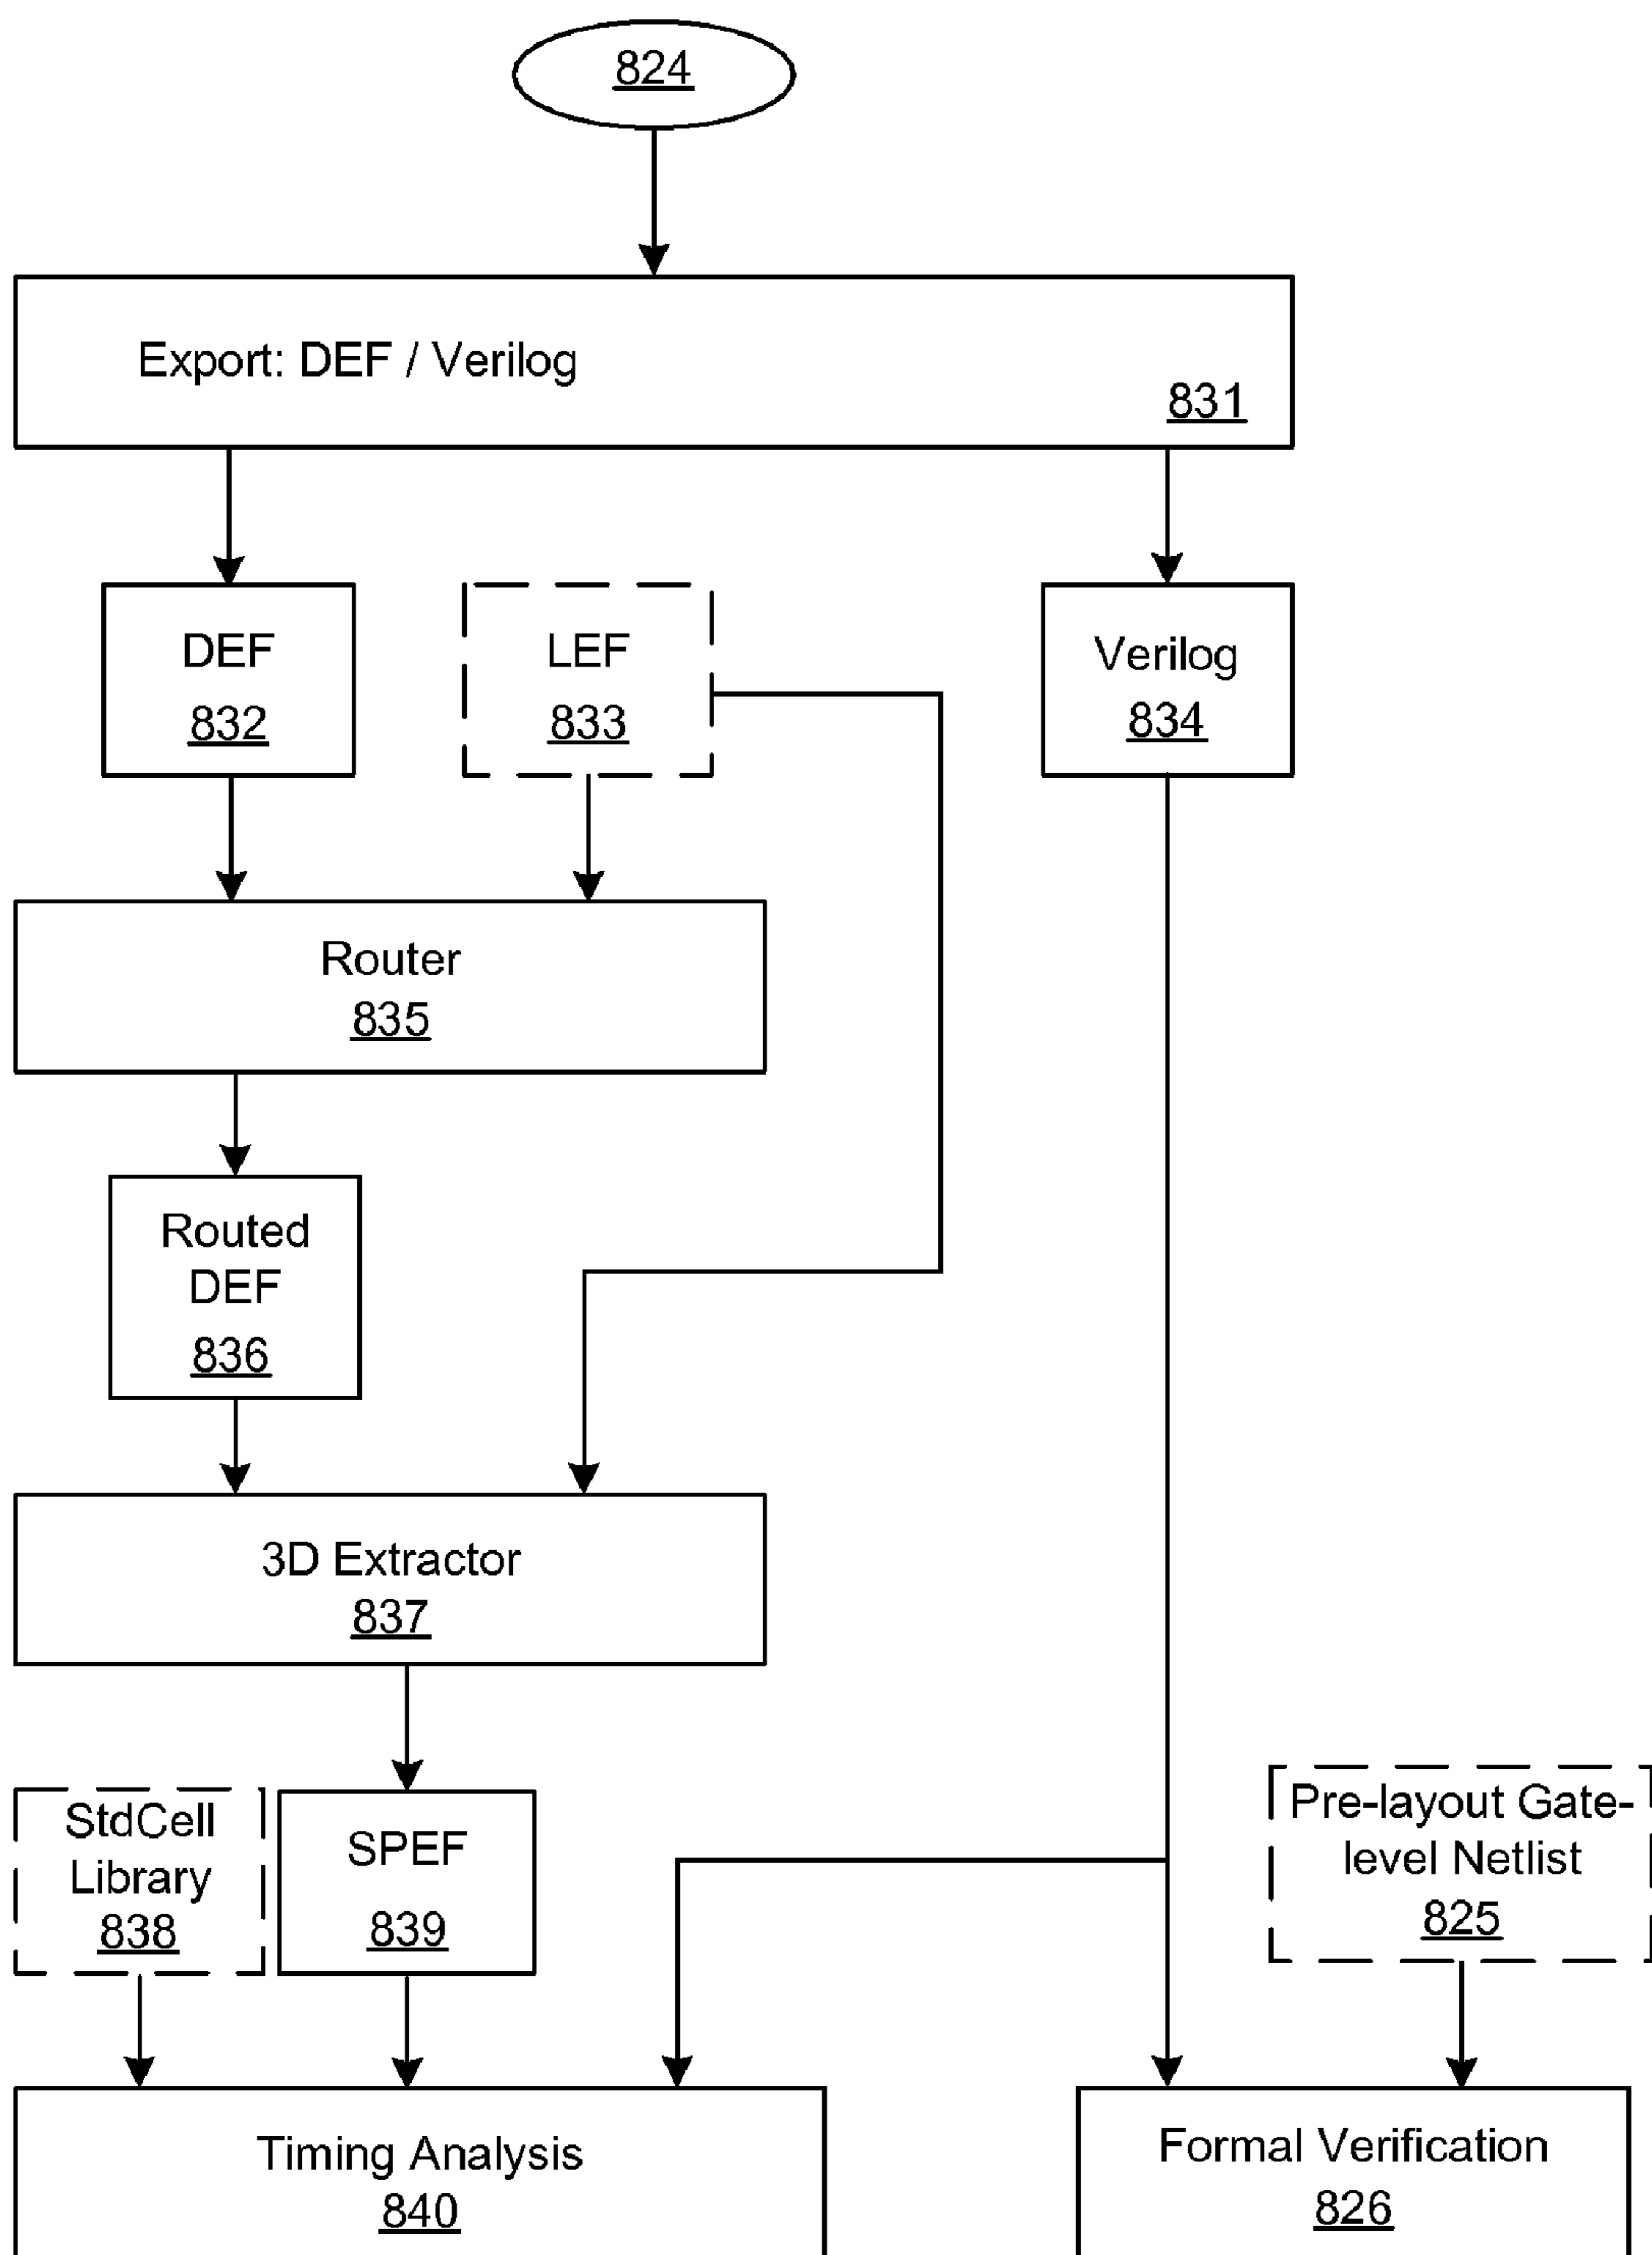 824
Export: DEF / Verilog
831
DEF
832
LEF
833
Verilog
834
Router
835
Routed
DEF
836
3D Extractor
837
StdCell
Library
838
SPEF
839
Pre-layout Gate-
level Netlist
825
Timing Analysis
840
Formal Verification
826